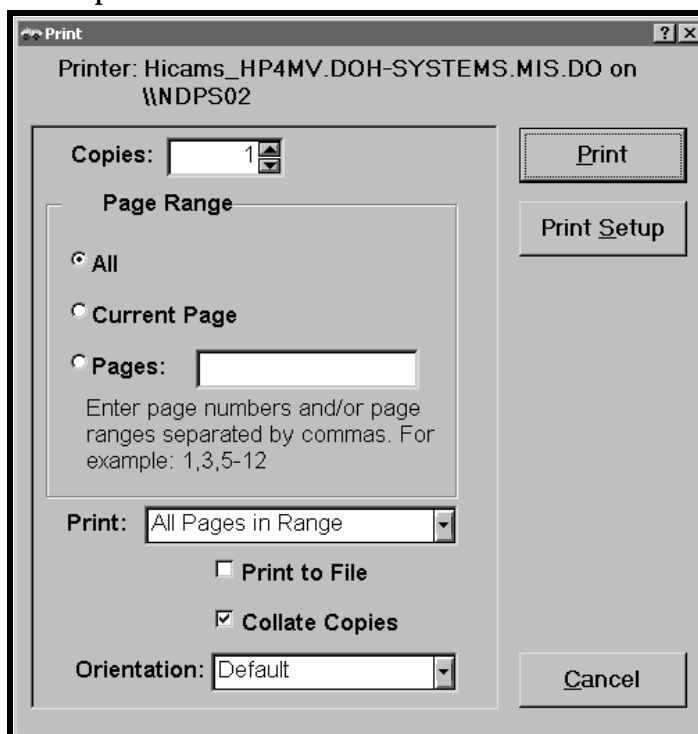 Print
Printer: Hicams_HP4MV.DOH-SYSTEMS.MIS.DO on
\\NDPS02
Copies: 1
Print
Page Range
Print Setup
All
Current Page
Pages:
Enter page numbers and/or page
ranges separated by commas. For
example: 1,3,5-12
Print: All Pages in Range
Print to File
Collate Copies
Orientation: Default
Cancel